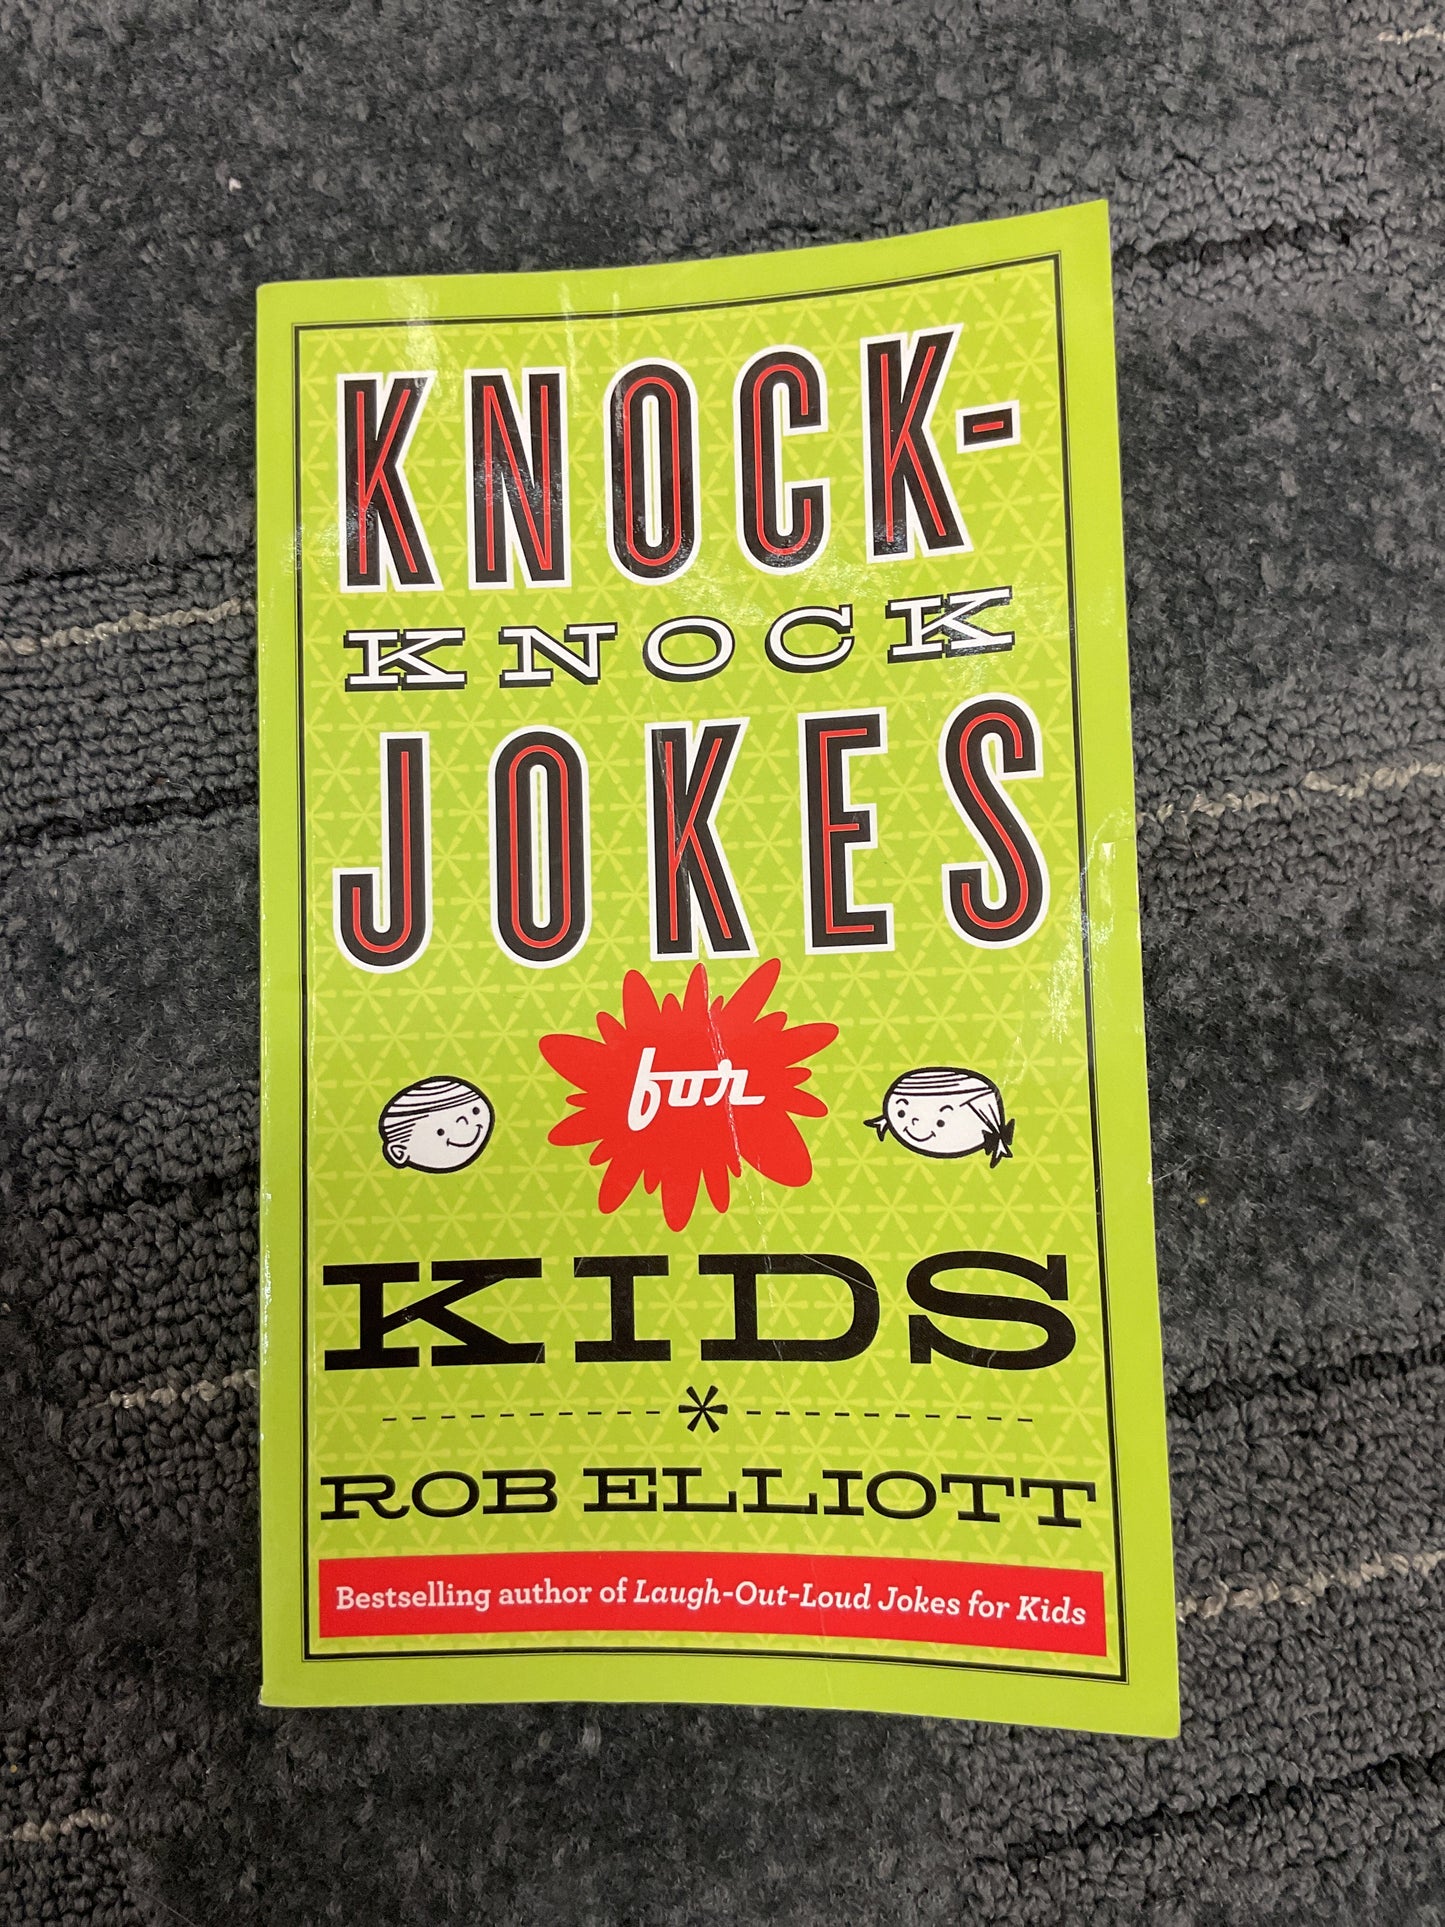 KNOCK-
KNOCK
JOKES
for
KIDS
ROB ELLIOTT
Bestselling author of Laugh-Out-Loud Jokes for Kids